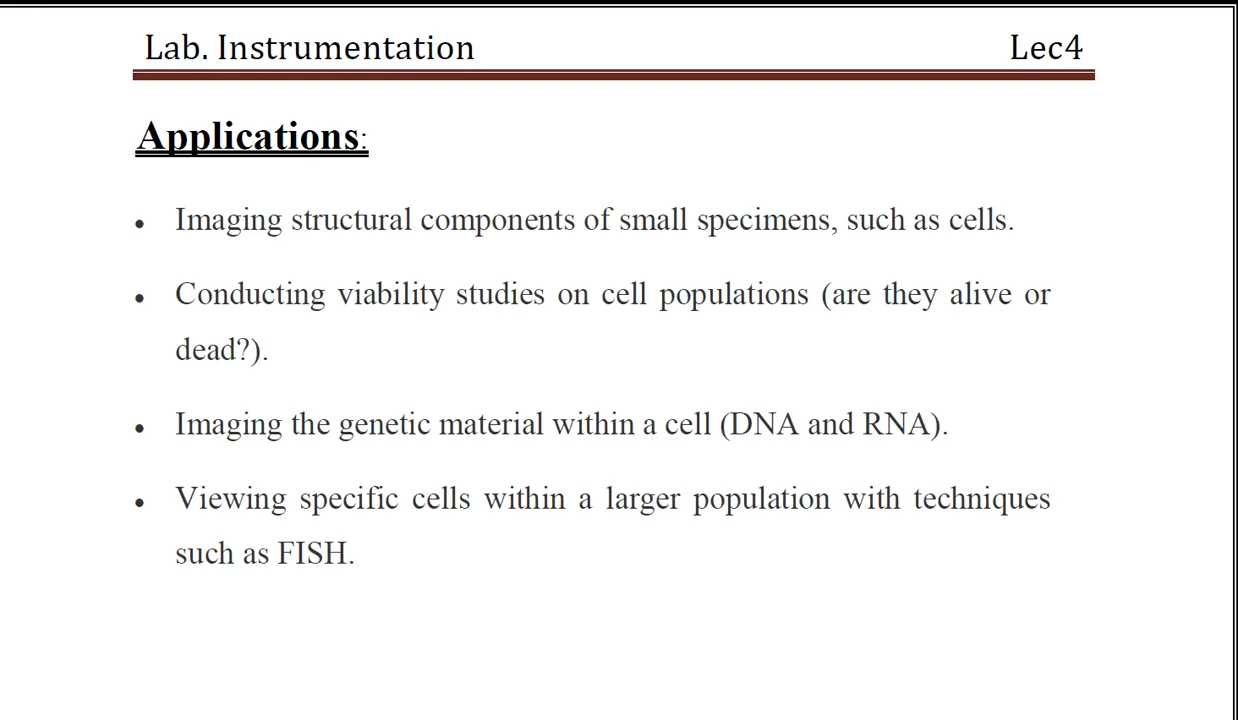 Lab. Instrumentation Lec4
Applications:
• Imaging structural components of small specimens, such as cells.
• Conducting viability studies on cell populations (are they alive or
dead?).
• Imaging the genetic material within a cell (DNA and RNA).
• Viewing specific cells within a larger population with techniques
such as FISH.